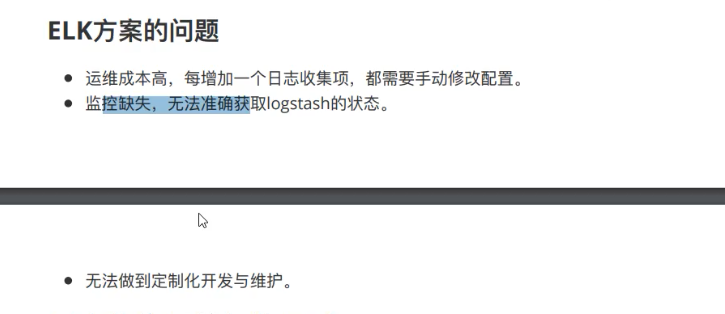 ELK方案的问题
运维成本高，每增加一个日志收集项，都需要手动修改配置。
监控缺失，无法准确获取logstash的状态。
无法做到定制化开发与维护。